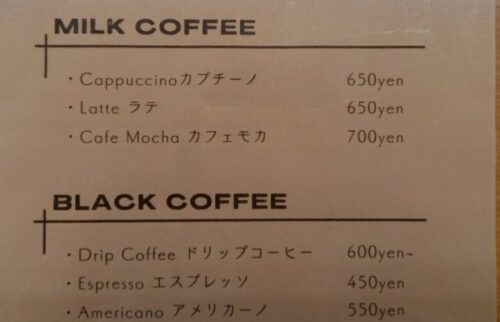 MILK COFFEE
・Cappuccinoカプチーノ 650yen
・Latte ラテ 650yen
・Cafe Mocha カフェモカ 700yen
BLACK COFFEE
・Drip Coffee ドリップコーヒー 600yen~
・Espresso エスプレッソ 450yen
・Americano アメリカーノ 550yen